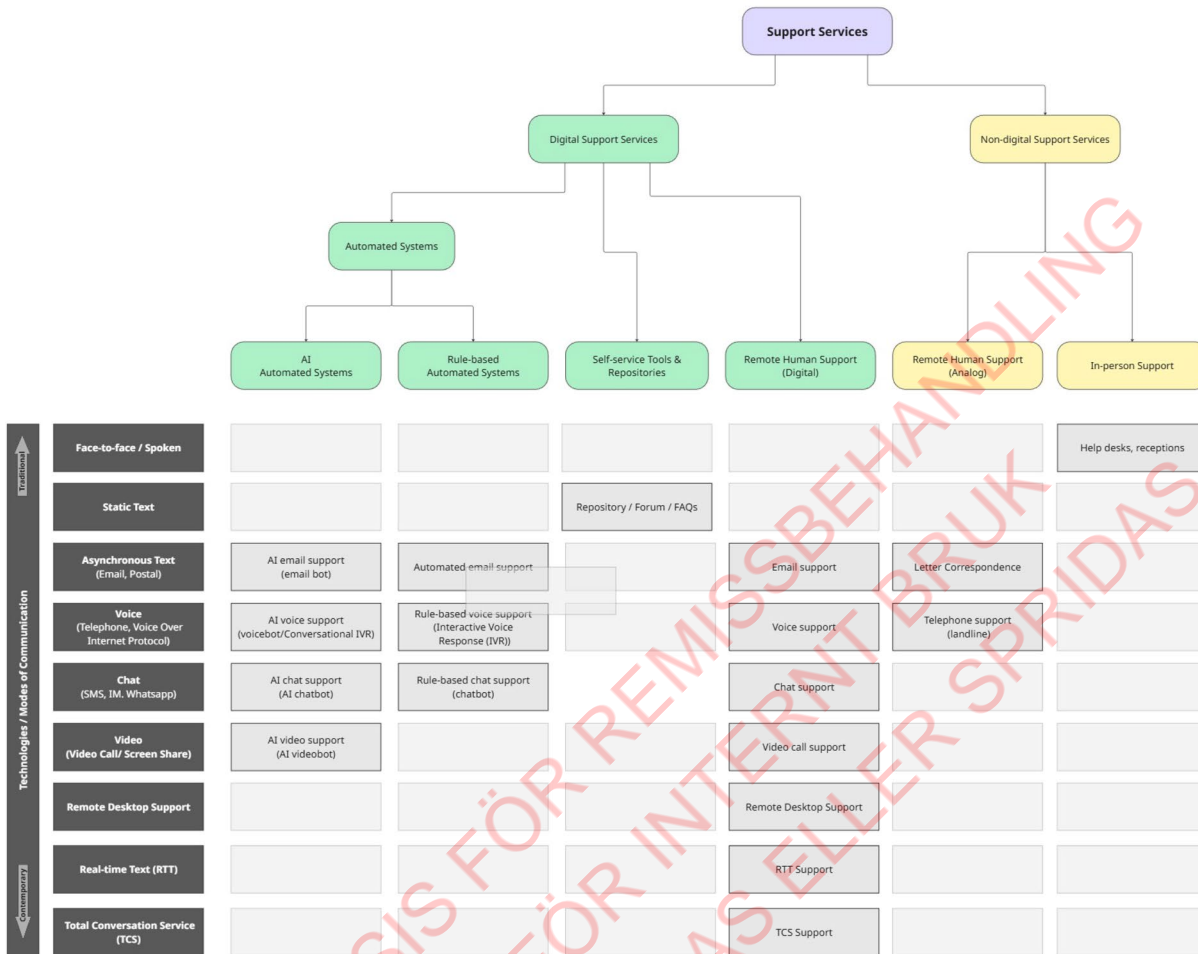 Support Services
Digital Support Services
Non-digital Support Services
Automated Systems
AI
Automated Systems
Rule-based
Automated Systems
Self-service Tools &
Repositories
Remote Human Support
(Digital)
Remote Human Support
(Analog)
In-person Support
Technologies / Modes of Communication
Traditional
Contemporary
Face-to-face / Spoken
Help desks, receptions
Static Text
Repository / Forum / FAQs
Asynchronous Text
(Email, Postal)
AI email support
(email bot)
Automated email support
Email support
Letter Correspondence
Voice
(Telephone, Voice Over
Internet Protocol)
AI voice support
(voicebot/Conversational IVR)
Rule-based voice support
(Interactive Voice
Response (IVR))
Voice support
Telephone support
(landline)
Chat
(SMS, IM. Whatsapp)
AI chat support
(AI chatbot)
Rule-based chat support
(chatbot)
Chat support
Video
(Video Call/ Screen Share)
AI video support
(AI videobot)
Video call support
Remote Desktop Support
Remote Desktop Support
Real-time Text (RTT)
RTT Support
Total Conversation Service
(TCS)
TCS Support
SIS FÖR REMISSBEHANDLING
FÖR INTERNT BRUK
AS ELLER SPRIDAS